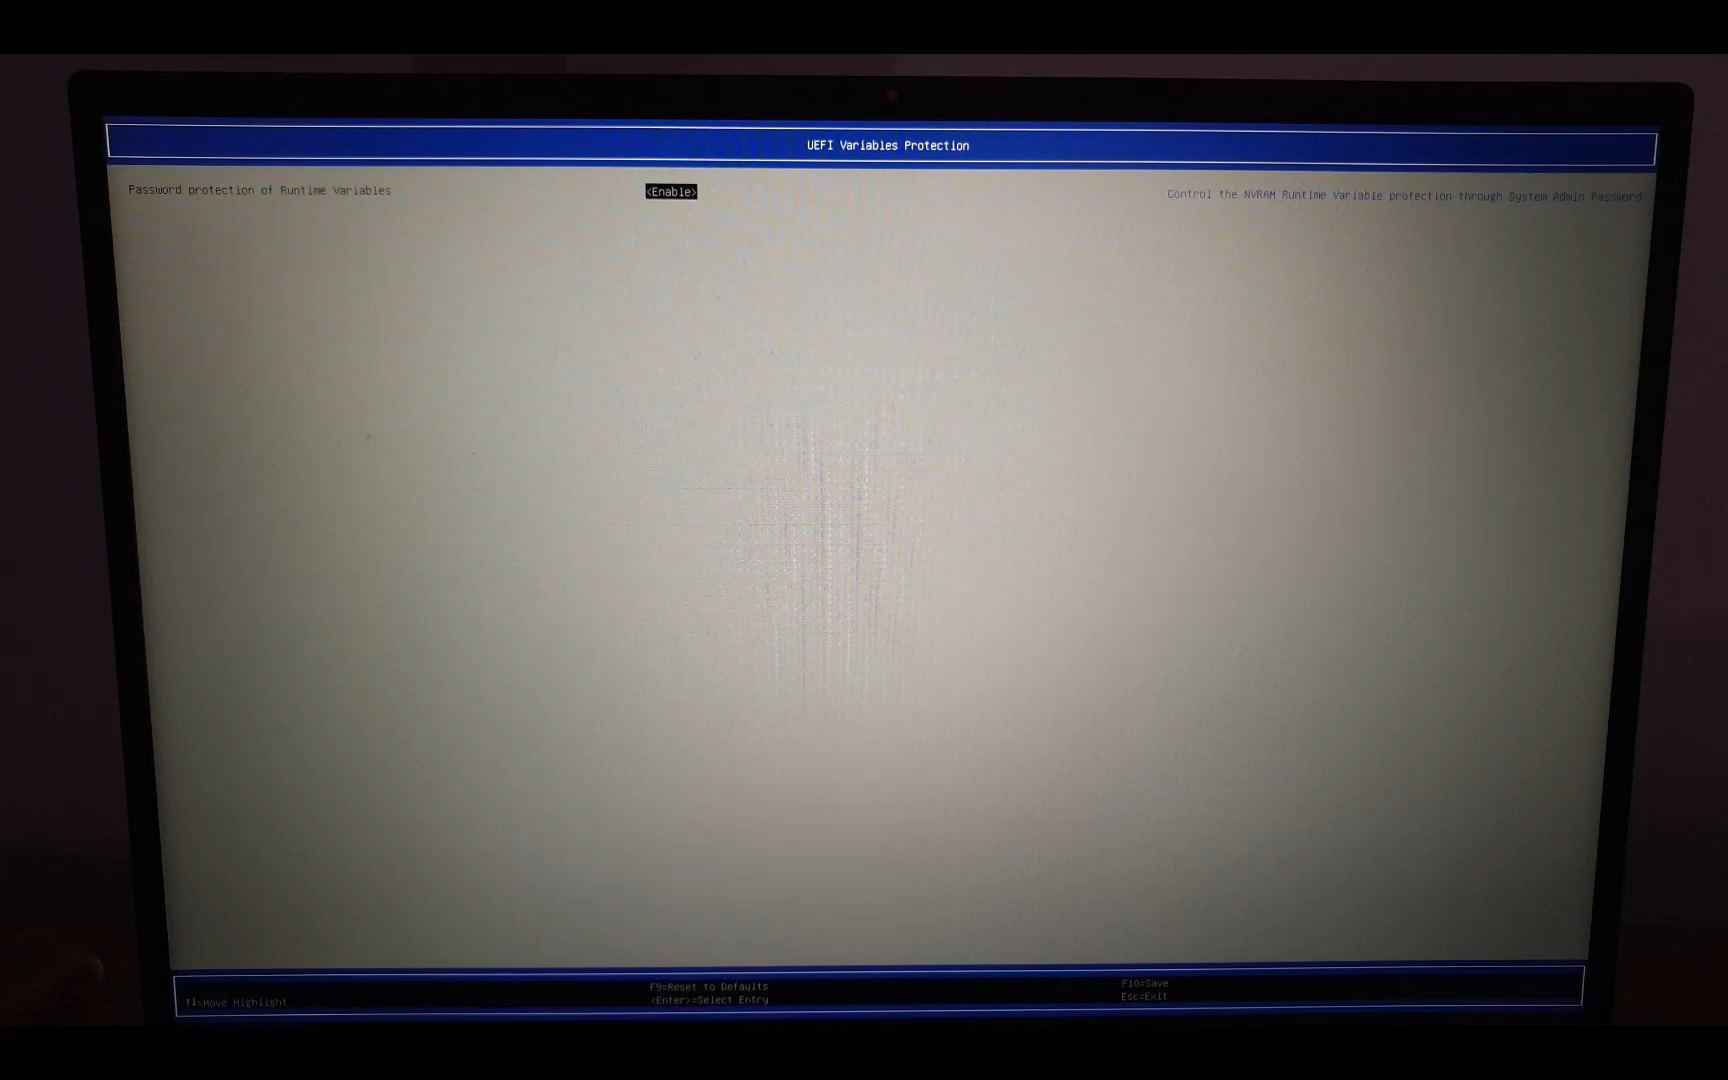 UEFI Variables Protection
Password protection of Runtime Variables <Enable> Control the NVRAM Runtime Variable protection through System Admin Password
F9=Reset to Defaults F10=Save
↑↓=Move Highlight <Enter>=Select Entry Esc=Exit